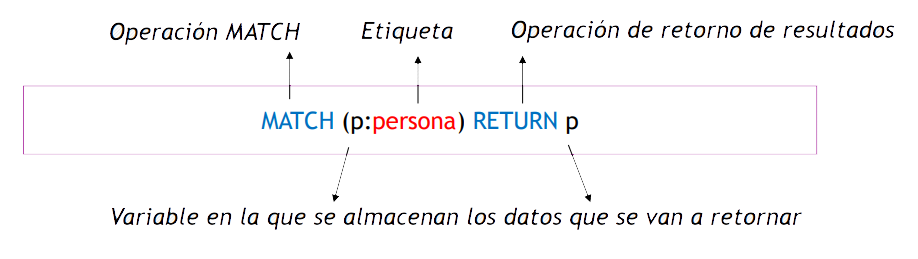 Operación MATCH Etiqueta Operación de retorno de resultados
MATCH (p:persona) RETURN p
Variable en la que se almacenan los datos que se van a retornar